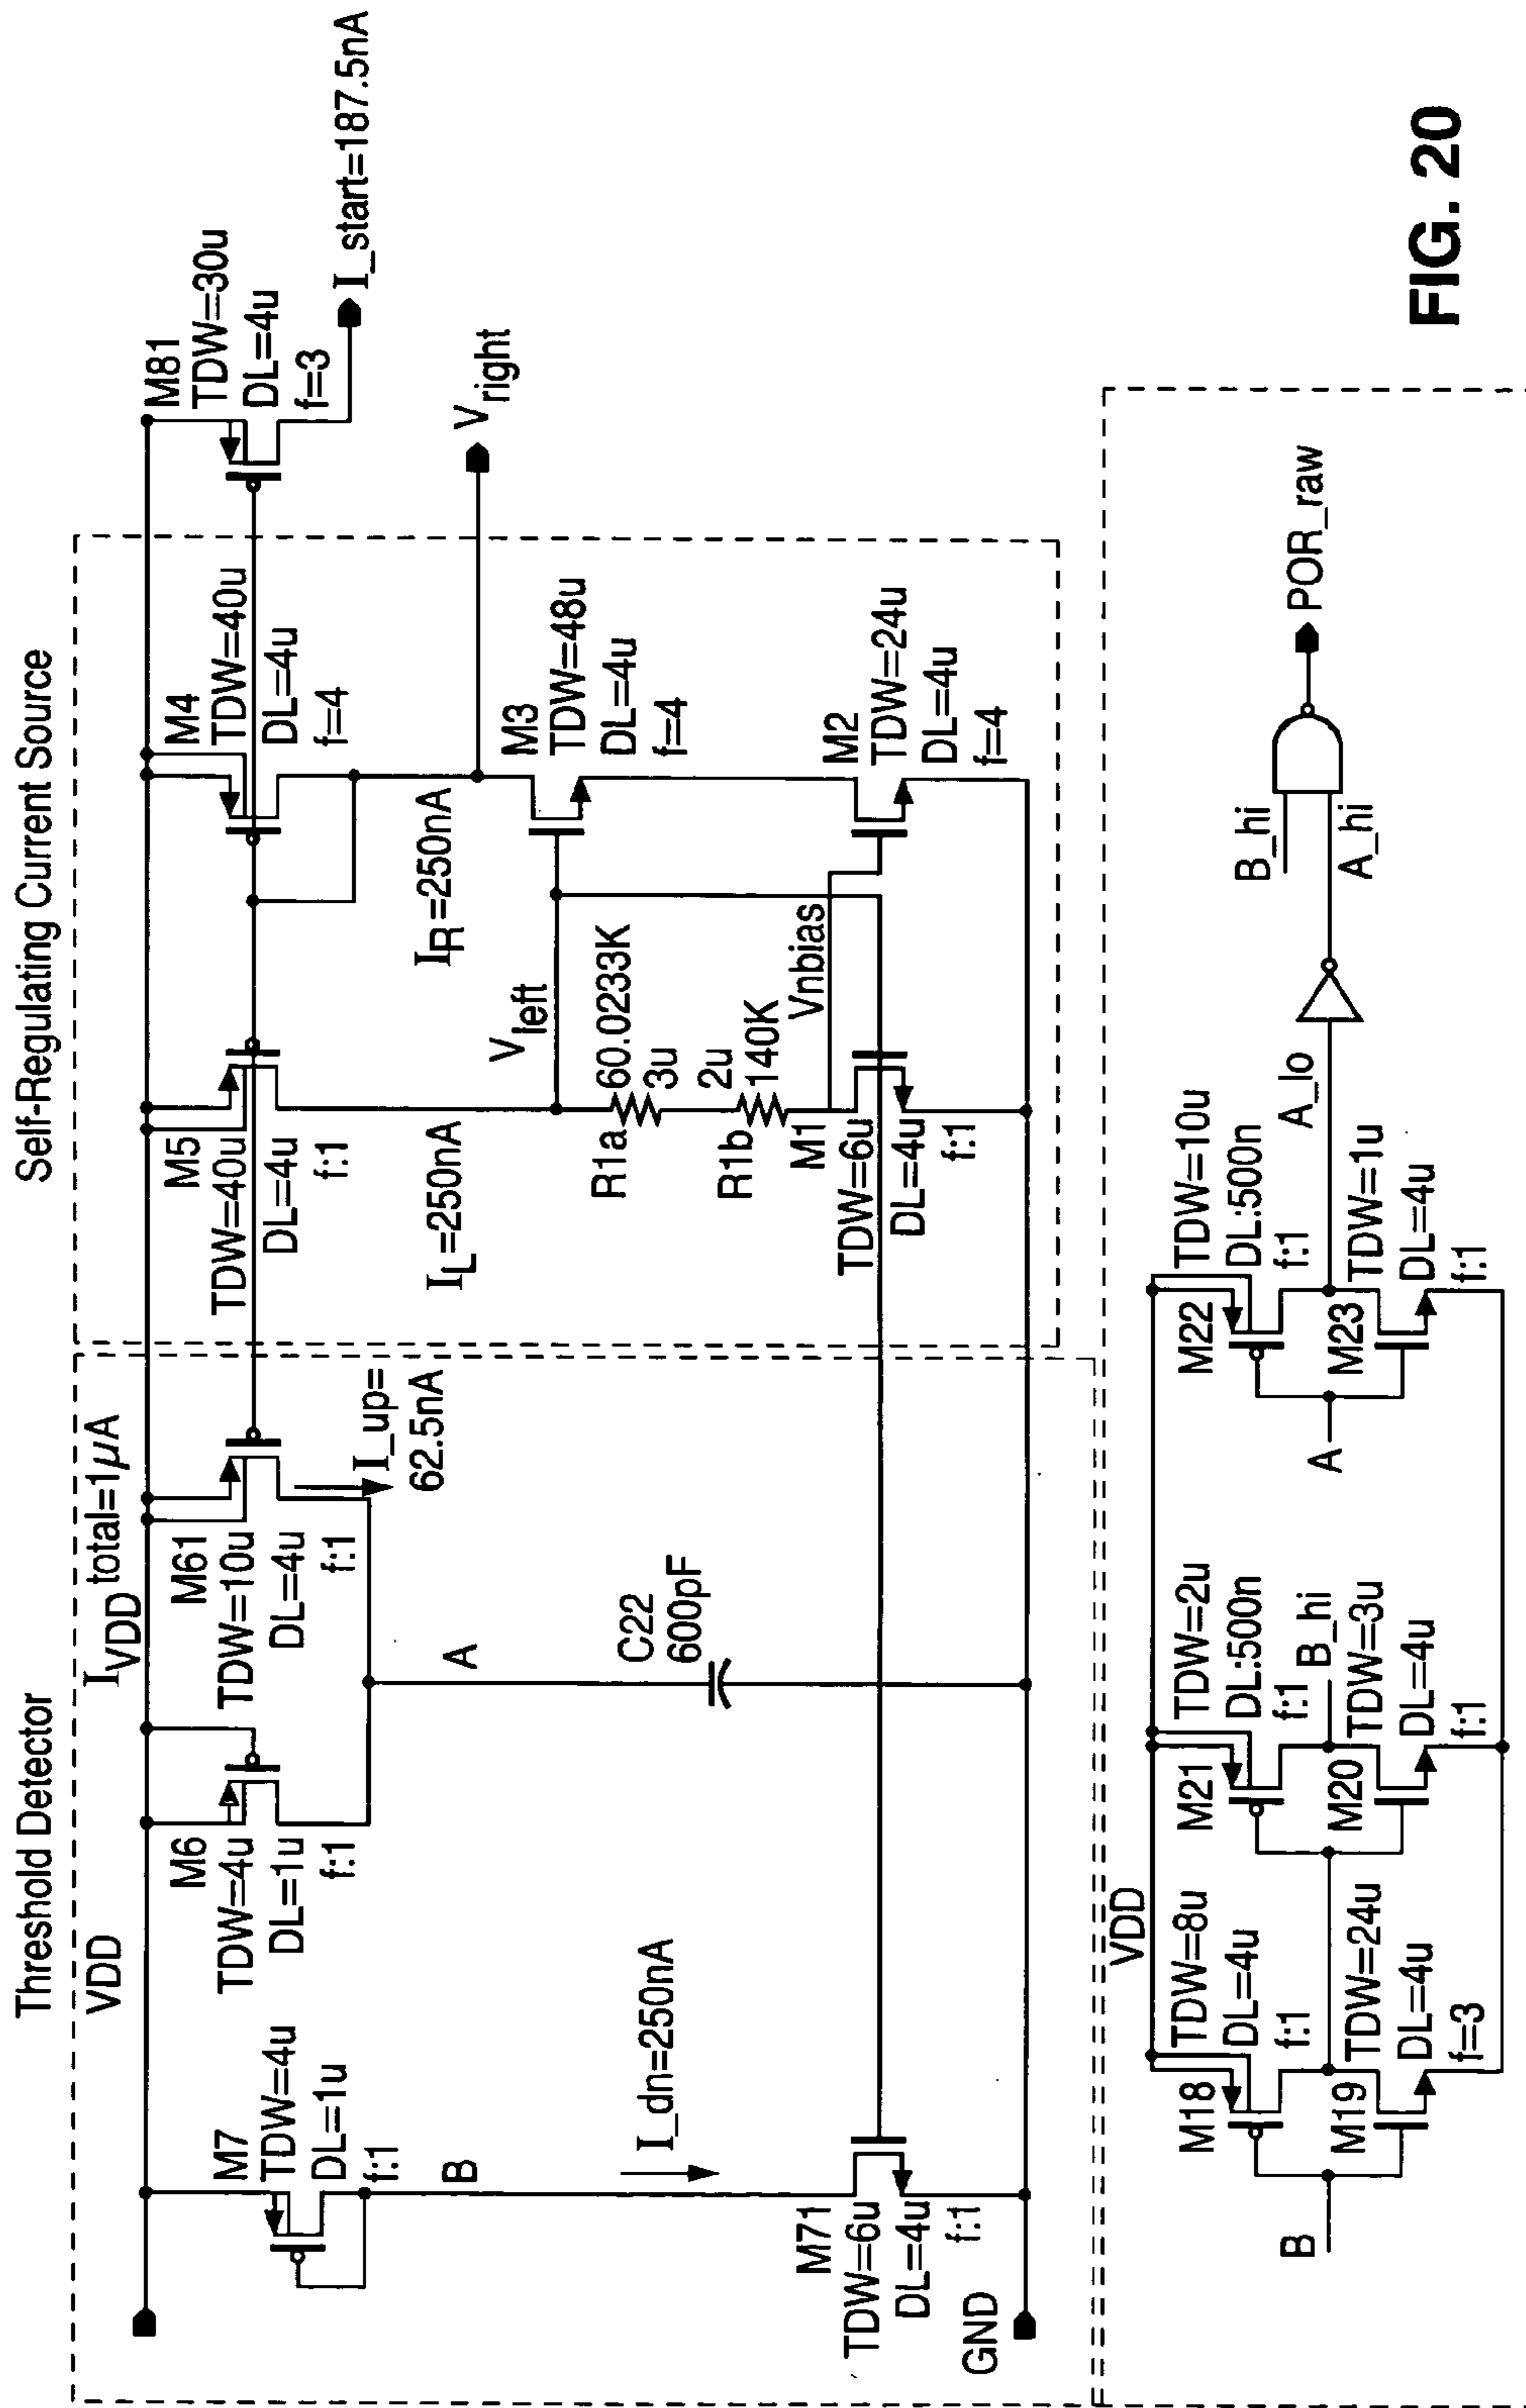 Threshold Detector
Self-Regulating Current Source
VDD
I VDD total=1μA
M7
TDW=4u
DL=1u
f:1
M6
TDW=4u
DL=1u
f:1
M61
TDW=10u
DL=4u
f:1
I_up=
62.5nA
M5
TDW=40u
DL=4u
f:1
M4
TDW=40u
DL=4u
f=4
M81
TDW=30u
DL=4u
f=3
I_start=187.5nA
B
I_dn=250nA
A
C22
600pF
IL=250nA
IR=250nA
Vleft
Vright
R1a
60.0233K
3u
R1b
2u
140K
Vnbias
M3
TDW=48u
DL=4u
f=4
M71
TDW=6u
DL=4u
f:1
M1
TDW=6u
DL=4u
f:1
M2
TDW=24u
DL=4u
f=4
GND
VDD
M18
TDW=8u
DL=4u
f:1
M21
TDW=2u
DL:500n
f:1
M22
TDW=10u
DL:500n
f:1
B
B_hi
A
A_lo
B_hi
A_hi
POR_raw
M19
TDW=24u
DL=4u
f=3
M20
TDW=3u
DL=4u
f:1
M23
TDW=1u
DL=4u
f:1
FIG. 20